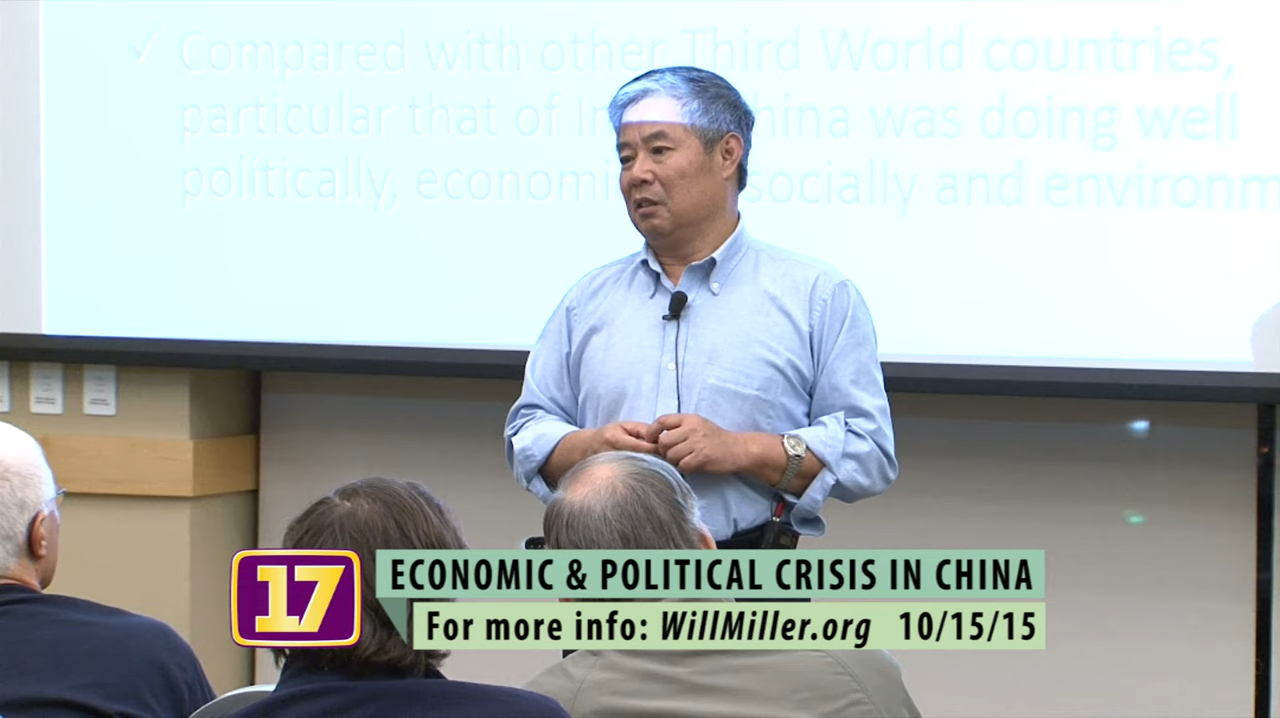 ✓ Compared with other Third World countries,
particular that of In hina was doing well
politically, economi socially and environm
17
ECONOMIC & POLITICAL CRISIS IN CHINA
For more info: WillMiller.org 10/15/15